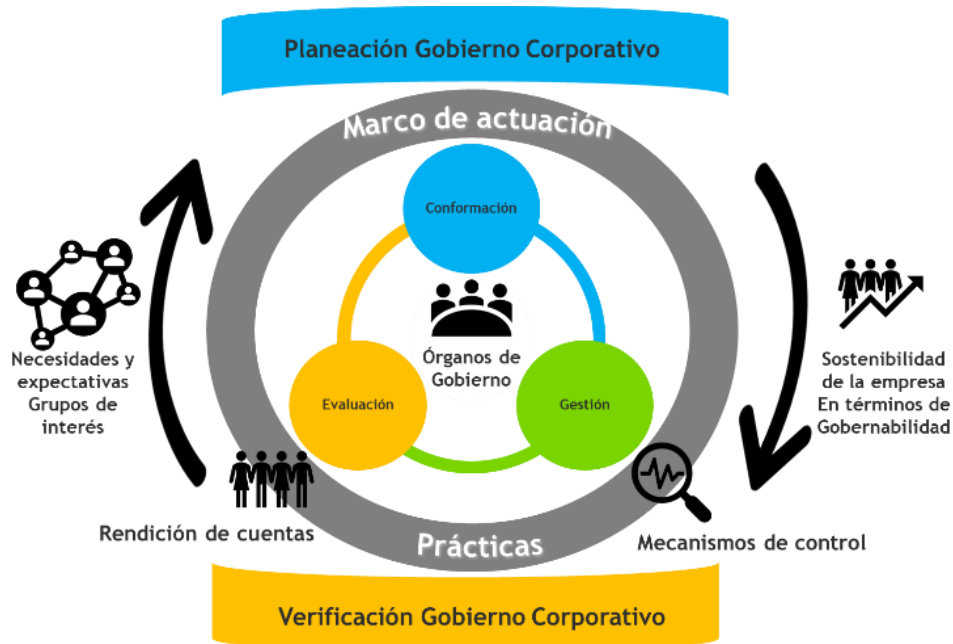 Planeación Gobierno Corporativo
Marco de actuación
Conformación
Órganos de
Gobierno
Evaluación
Gestión
Necesidades y
expectativas
Grupos de
interés
Sostenibilidad
de la empresa
En términos de
Gobernabilidad
Rendición de cuentas
Prácticas
Mecanismos de control
Verificación Gobierno Corporativo